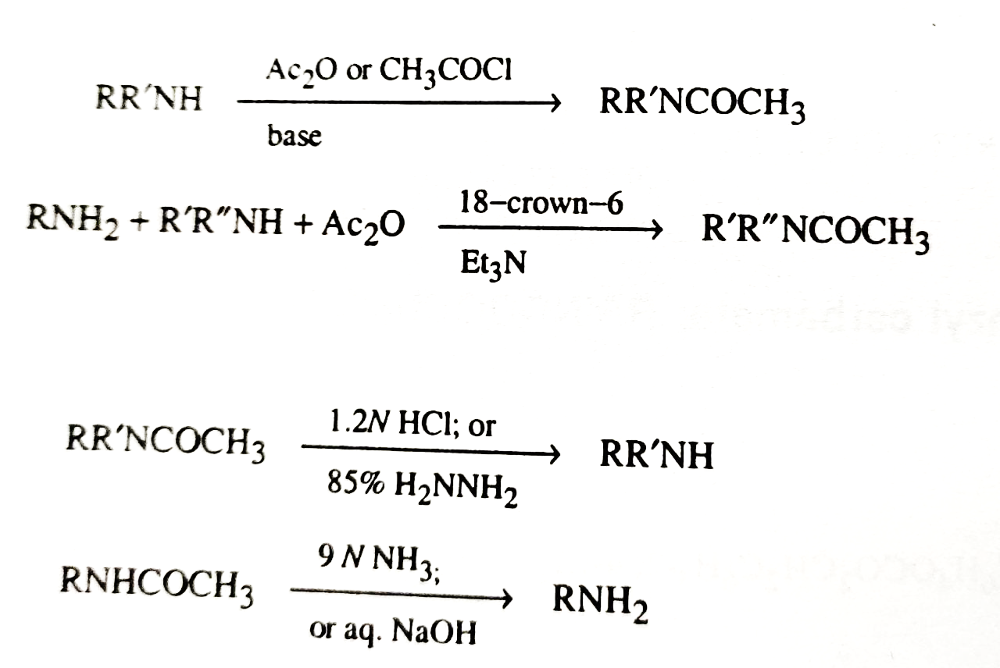 Ac₂O or CH₃COCl
RR′NH ⟶ RR′NCOCH₃
base
18–crown–6
RNH₂ + R′R″NH + Ac₂O ⟶ R′R″NCOCH₃
Et₃N
1.2N HCl; or
RR′NCOCH₃ ⟶ RR′NH
85% H₂NNH₂
9 N NH₃;
RNHCOCH₃ ⟶ RNH₂
or aq. NaOH